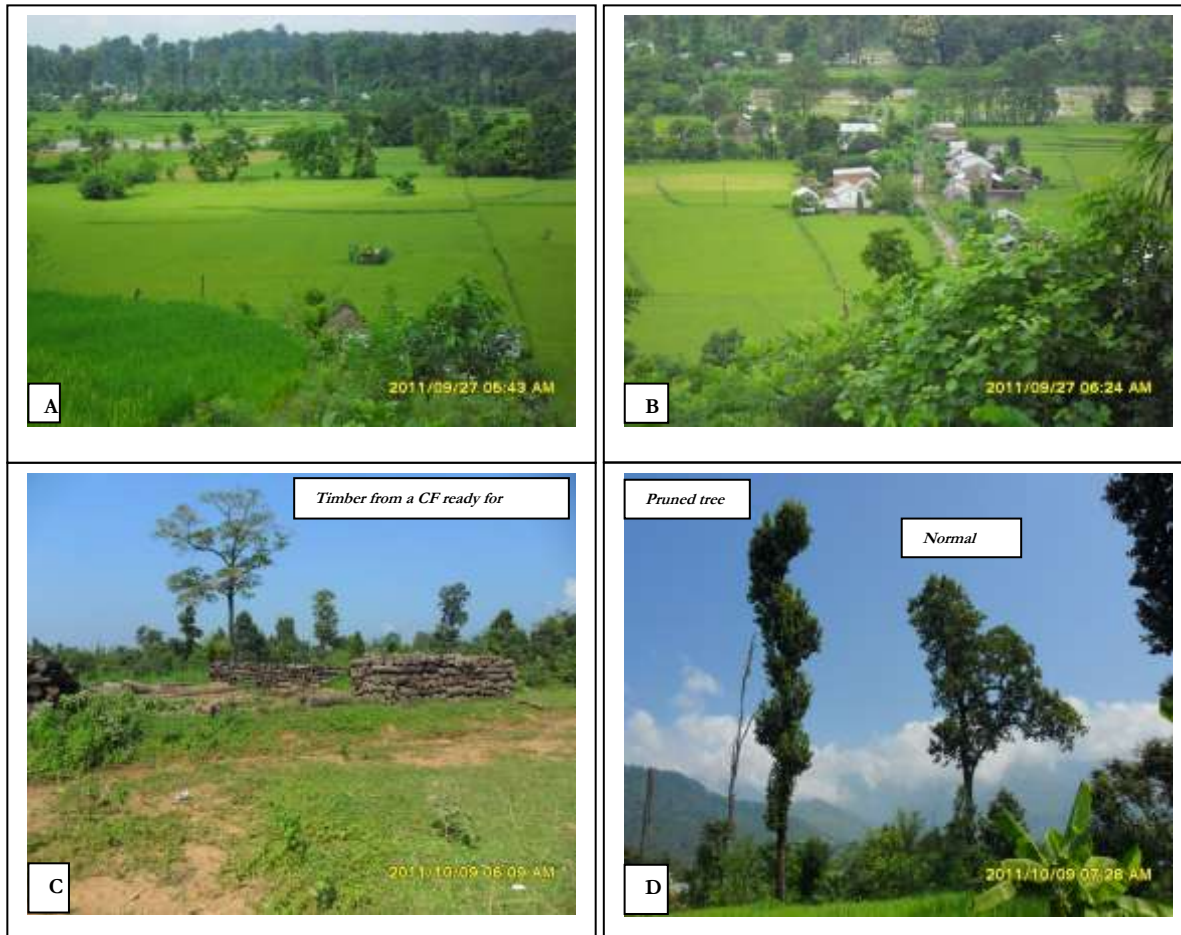 2011/09/27 05:43 AM
A
2011/09/27 06:24 AM
B
Timber from a CF ready for
2011/10/09 06:09 AM
C
Pruned tree
Normal
2011/10/09 07:28 AM
D